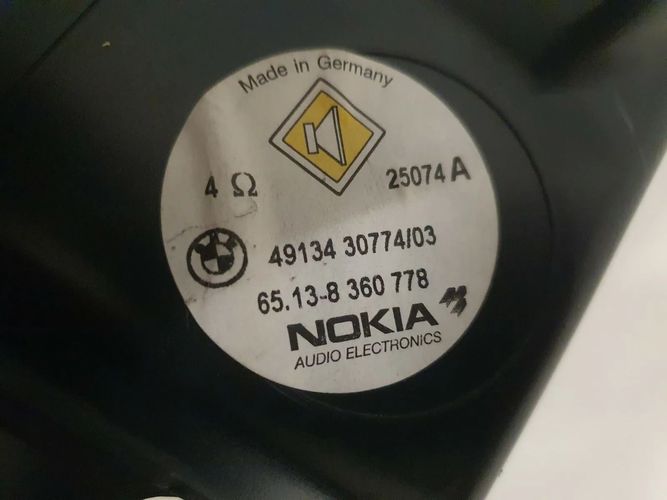 Made in Germany
4 Ω
25074 A
49134 30774/03
65.13-8 360 778
NOKIA
AUDIO ELECTRONICS